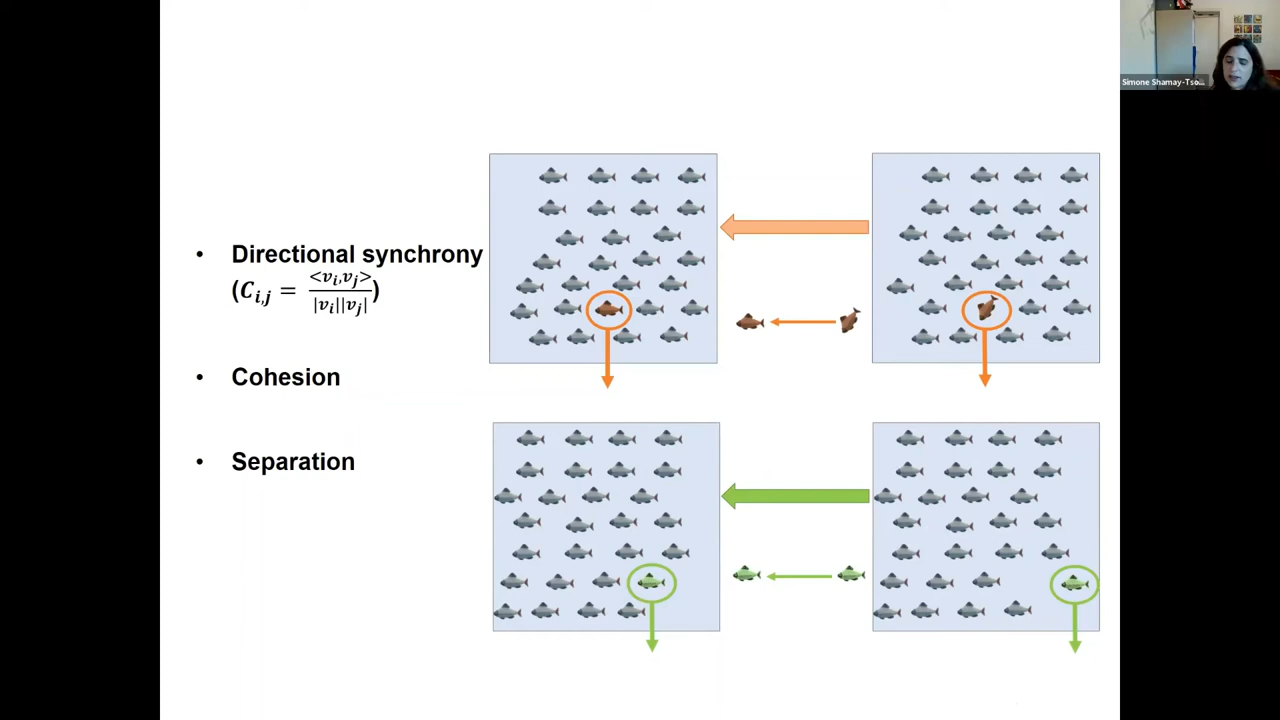 Simone Shamay-Tso...
• Directional synchrony
(C_{i,j} = <v_i,v_j> / |v_i||v_j|)
• Cohesion
• Separation